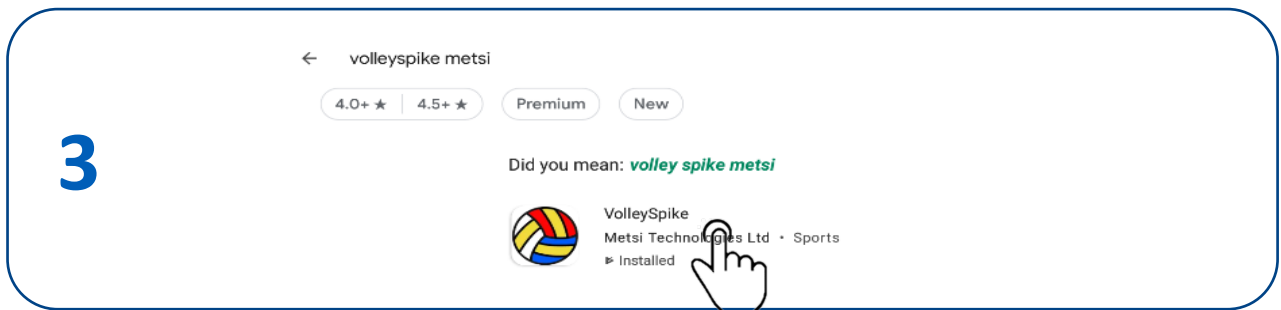 volleyspike metsi
4.0+ ★ 4.5+ ★ Premium New
3
Did you mean: volley spike metsi
VolleySpike
Metsi Technologies Ltd • Sports
Installed